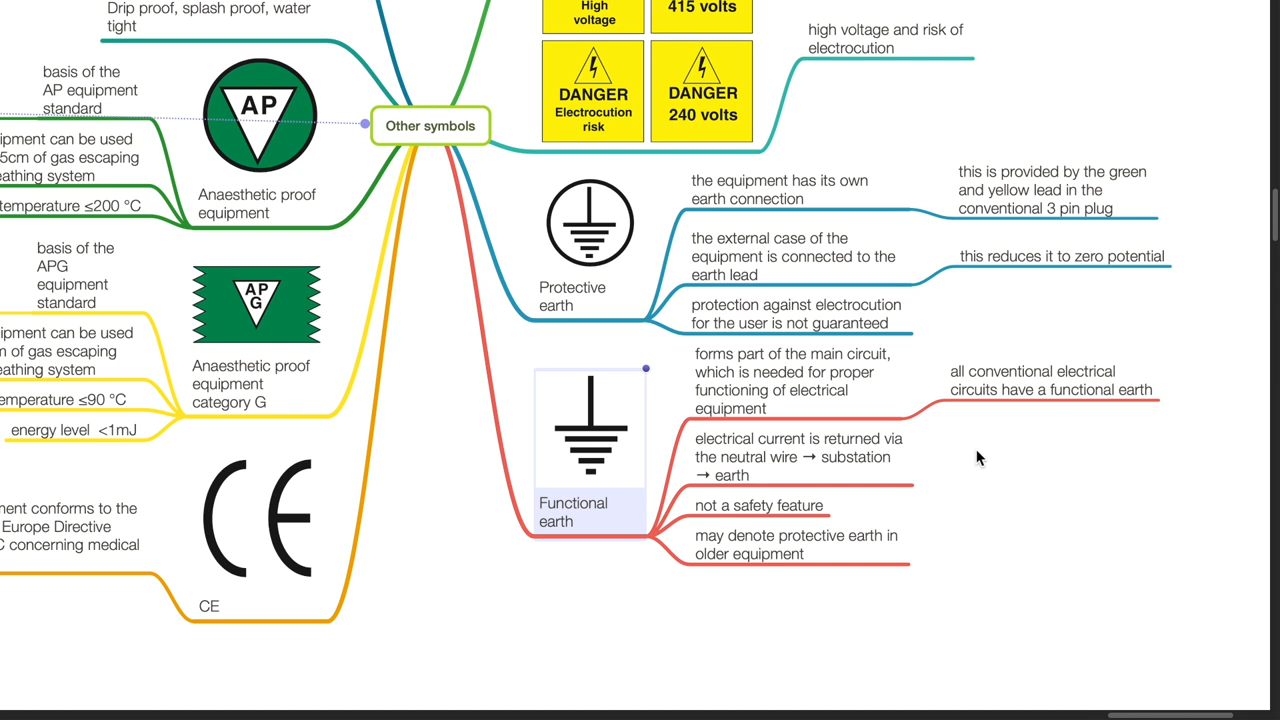 Drip proof, splash proof, water
tight
basis of the
AP equipment
standard
ipment can be used
5cm of gas escaping
eathing system
temperature ≤200 °C
AP
Anaesthetic proof
equipment
basis of the
APG
equipment
standard
ipment can be used
m of gas escaping
eathing system
emperature ≤90 °C
energy level <1mJ
AP
G
Anaesthetic proof
equipment
category G
ment conforms to the
Europe Directive
C concerning medical
CE
CE
Other symbols
High
voltage
415 volts
DANGER
Electrocution
risk
DANGER
240 volts
high voltage and risk of
electrocution
Protective
earth
the equipment has its own
earth connection
this is provided by the green
and yellow lead in the
conventional 3 pin plug
the external case of the
equipment is connected to the
earth lead
this reduces it to zero potential
protection against electrocution
for the user is not guaranteed
Functional
earth
forms part of the main circuit,
which is needed for proper
functioning of electrical
equipment
all conventional electrical
circuits have a functional earth
electrical current is returned via
the neutral wire → substation
→ earth
not a safety feature
may denote protective earth in
older equipment